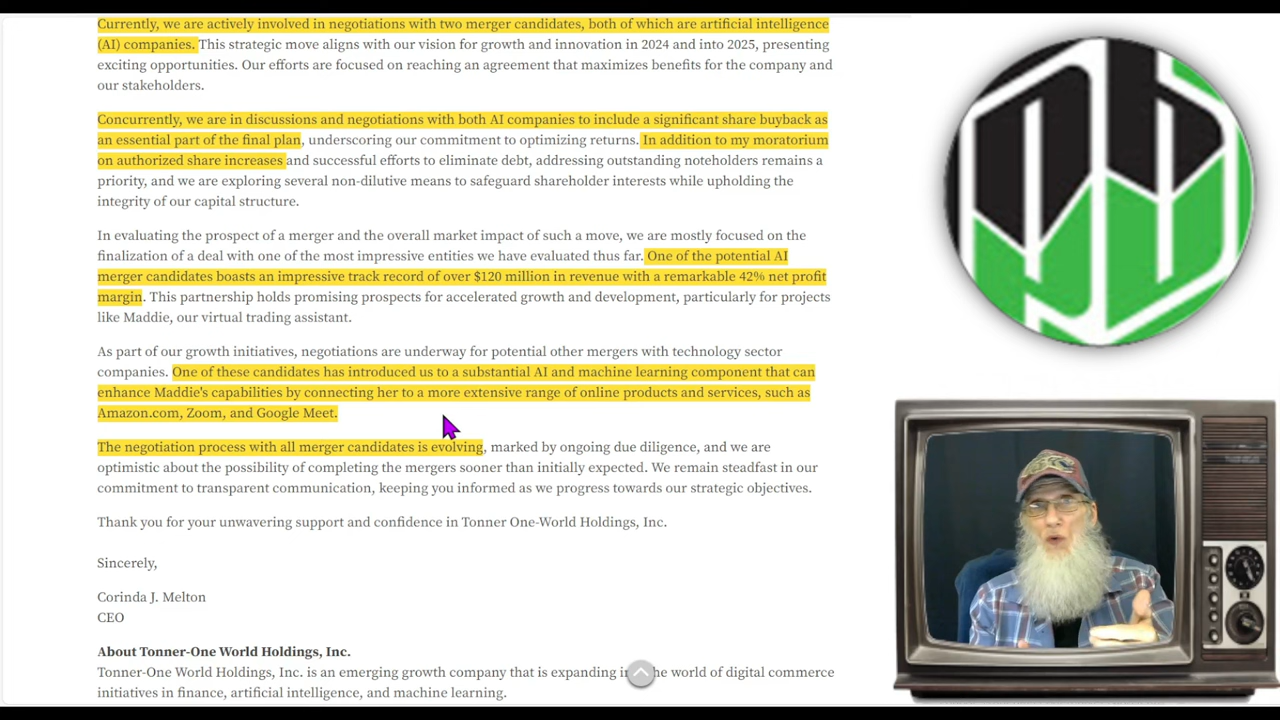 Currently, we are actively involved in negotiations with two merger candidates, both of which are artificial intelligence
(AI) companies. This strategic move aligns with our vision for growth and innovation in 2024 and into 2025, presenting
exciting opportunities. Our efforts are focused on reaching an agreement that maximizes benefits for the company and
our stakeholders.
Concurrently, we are in discussions and negotiations with both AI companies to include a significant share buyback as
an essential part of the final plan, underscoring our commitment to optimizing returns. In addition to my moratorium
on authorized share increases and successful efforts to eliminate debt, addressing outstanding noteholders remains a
priority, and we are exploring several non-dilutive means to safeguard shareholder interests while upholding the
integrity of our capital structure.
In evaluating the prospect of a merger and the overall market impact of such a move, we are mostly focused on the
finalization of a deal with one of the most impressive entities we have evaluated thus far. One of the potential AI
merger candidates boasts an impressive track record of over $120 million in revenue with a remarkable 42% net profit
margin. This partnership holds promising prospects for accelerated growth and development, particularly for projects
like Maddie, our virtual trading assistant.
As part of our growth initiatives, negotiations are underway for potential other mergers with technology sector
companies. One of these candidates has introduced us to a substantial AI and machine learning component that can
enhance Maddie's capabilities by connecting her to a more extensive range of online products and services, such as
Amazon.com, Zoom, and Google Meet.
The negotiation process with all merger candidates is evolving, marked by ongoing due diligence, and we are
optimistic about the possibility of completing the mergers sooner than initially expected. We remain steadfast in our
commitment to transparent communication, keeping you informed as we progress towards our strategic objectives.
Thank you for your unwavering support and confidence in Tonner One-World Holdings, Inc.
Sincerely,
Corinda J. Melton
CEO
About Tonner-One World Holdings, Inc.
Tonner-One World Holdings, Inc. is an emerging growth company that is expanding in the world of digital commerce
initiatives in finance, artificial intelligence, and machine learning.